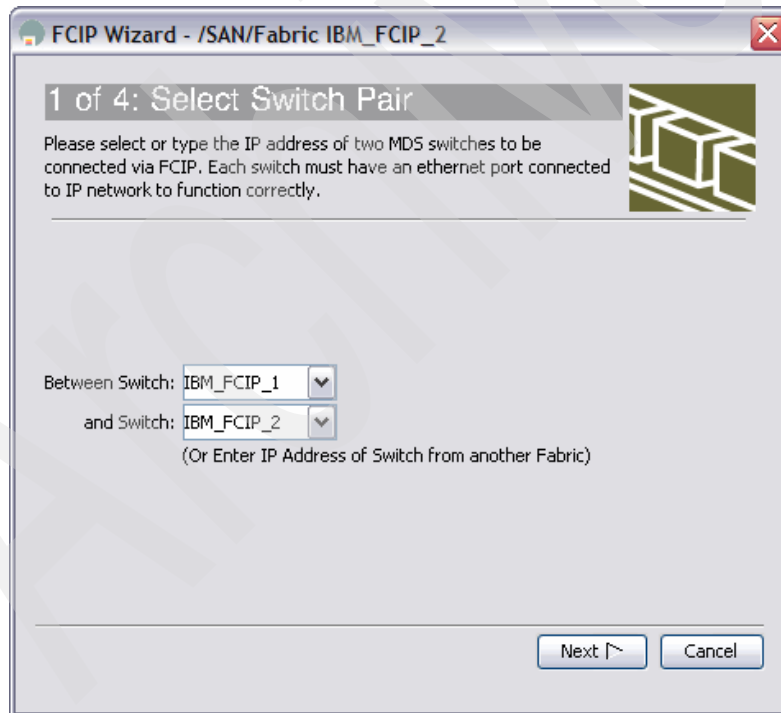 FCIP Wizard - /SAN/Fabric IBM_FCIP_2
1 of 4: Select Switch Pair
Please select or type the IP address of two MDS switches to be
connected via FCIP. Each switch must have an ethernet port connected
to IP network to function correctly.
Between Switch: IBM_FCIP_1
and Switch: IBM_FCIP_2
(Or Enter IP Address of Switch from another Fabric)
Next Cancel